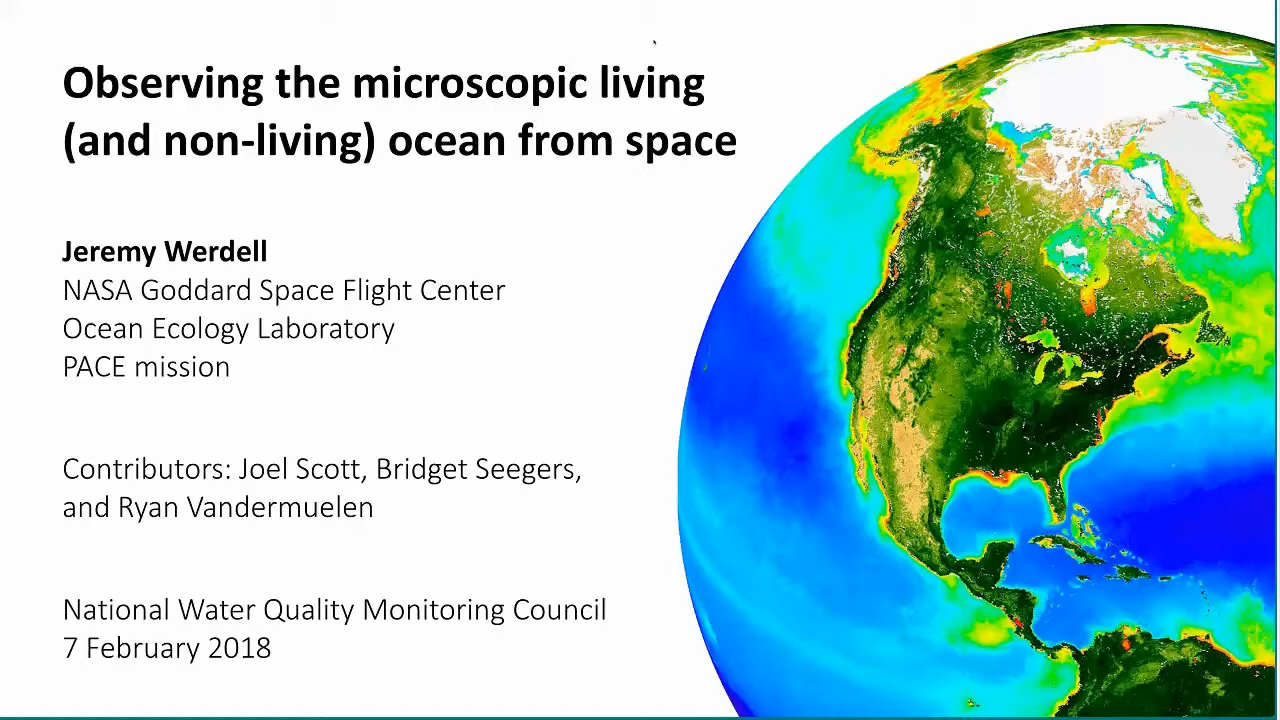 Observing the microscopic living
(and non-living) ocean from space
Jeremy Werdell
NASA Goddard Space Flight Center
Ocean Ecology Laboratory
PACE mission
Contributors: Joel Scott, Bridget Seegers,
and Ryan Vandermuelen
National Water Quality Monitoring Council
7 February 2018